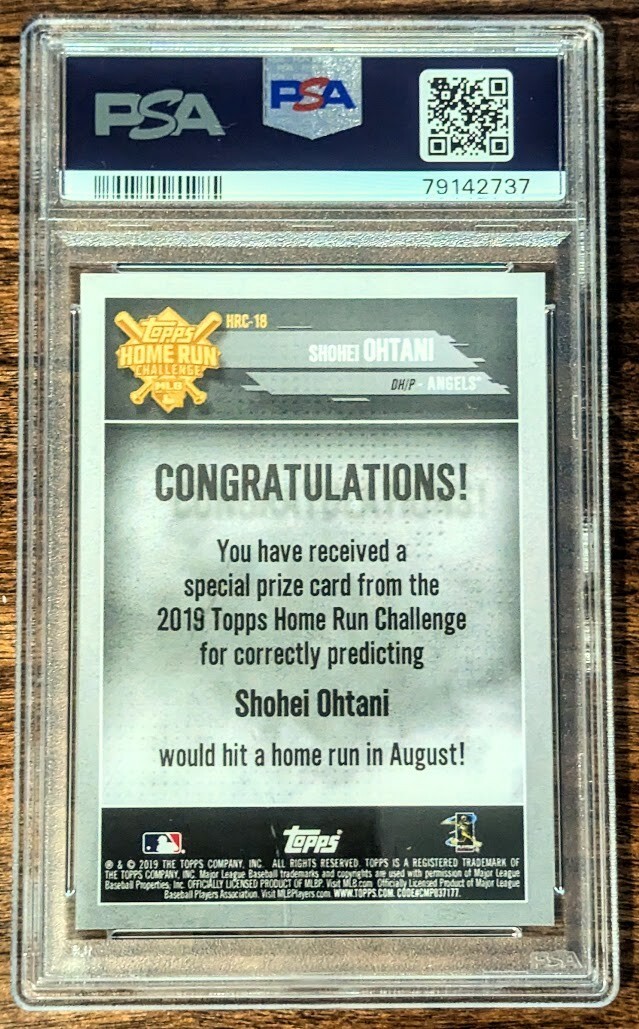 PSA
PSA
79142737
Topps
HOME RUN
CHALLENGE
MLB
HRC-18
SHOHEI OHTANI
DH/P - ANGELS®
CONGRATULATIONS!
You have received a
special prize card from the
2019 Topps Home Run Challenge
for correctly predicting
Shohei Ohtani
would hit a home run in August!
Topps®
® & © 2019 THE TOPPS COMPANY, INC. ALL RIGHTS RESERVED. TOPPS IS A REGISTERED TRADEMARK OF
THE TOPPS COMPANY, INC. Major League Baseball trademarks and copyrights are used with permission of Major League
Baseball Properties, Inc. OFFICIALLY LICENSED PRODUCT OF MLBP. Visit MLB.com Officially Licensed Product of Major League
Baseball Players Association. Visit MLBPlayers.com WWW.TOPPS.COM. CODE#CMP037177.
PSA